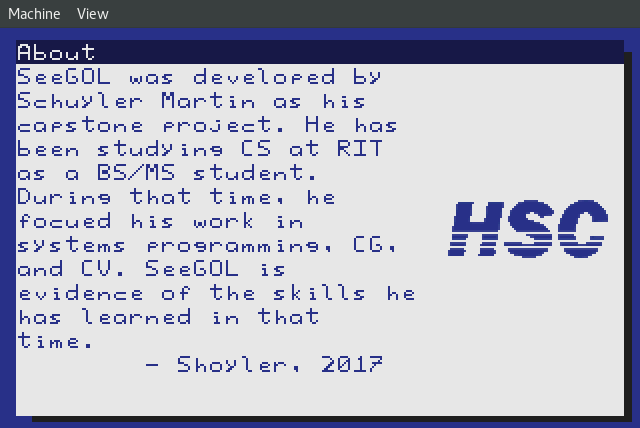 Machine View
About
SeeGOL was developed by
Schuyler Martin as his
capstone project. He has
been studying CS at RIT
as a BS/MS student.
During that time, he
focued his work in
systems programming, CG,
and CV. SeeGOL is
evidence of the skills he
has learned in that
time.
- Shoyler, 2017
HSC